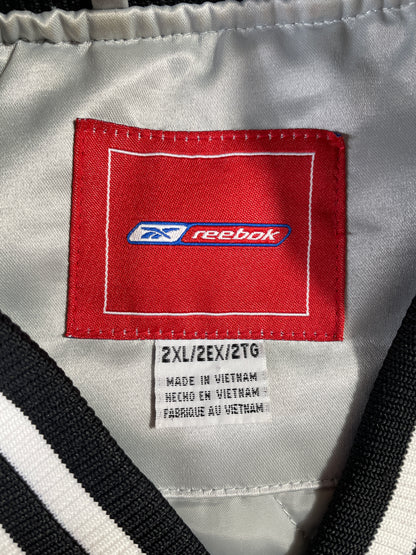 reebok
2XL/2EX/2TG
MADE IN VIETNAM
HECHO EN VIETNAM
FABRIQUE AU VIETNAM